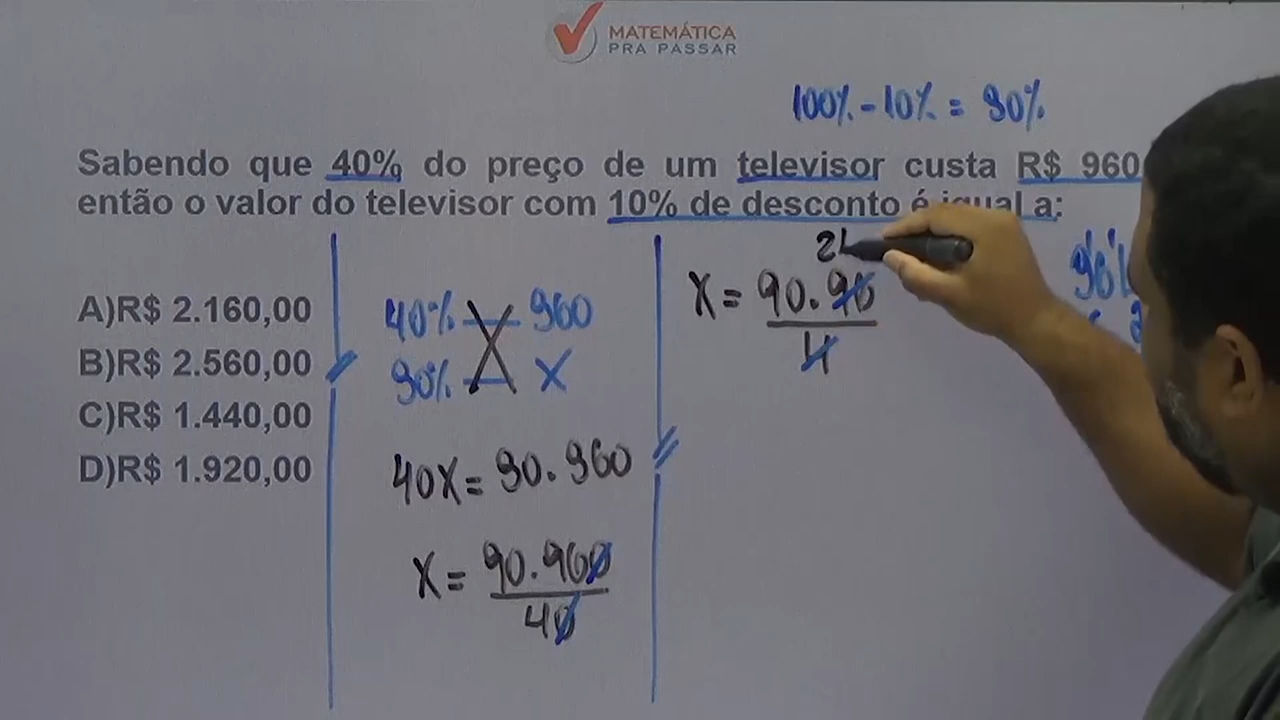 MATEMÁTICA
PRA PASSAR
100% - 10% = 90%
Sabendo que 40% do preço de um televisor custa R$ 960
então o valor do televisor com 10% de desconto é igual a:
A)R$ 2.160,00
B)R$ 2.560,00
C)R$ 1.440,00
D)R$ 1.920,00
40% 960
90% X
40X = 90.960
X = 90.960
40
24
X = 90.96
4